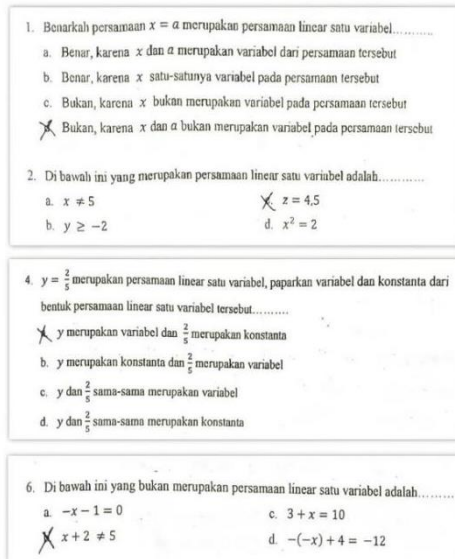 1. Benarkah persamaan x = a merupakan persamaan linear satu variabel...........
a. Benar, karena x dan a merupakan variabel dari persamaan tersebut
b. Benar, karena x satu-satunya variabel pada persamaan tersebut
c. Bukan, karena x bukan merupakan variabel pada persamaan tersebut
Bukan, karena x dan a bukan merupakan variabel pada persamaan tersebut
2. Di bawah ini yang merupakan persamaan linear satu variabel adalah............
a. x ≠ 5
z = 4,5
b. y ≥ −2
d. x² = 2
4. y = 2/5 merupakan persamaan linear satu variabel, paparkan variabel dan konstanta dari
bentuk persamaan linear satu variabel tersebut..........
y merupakan variabel dan 2/5 merupakan konstanta
b. y merupakan konstanta dan 2/5 merupakan variabel
c. y dan 2/5 sama-sama merupakan variabel
d. y dan 2/5 sama-sama merupakan konstanta
6. Di bawah ini yang bukan merupakan persamaan linear satu variabel adalah.........
a. −x − 1 = 0
c. 3 + x = 10
x + 2 ≠ 5
d. −(−x) + 4 = −12